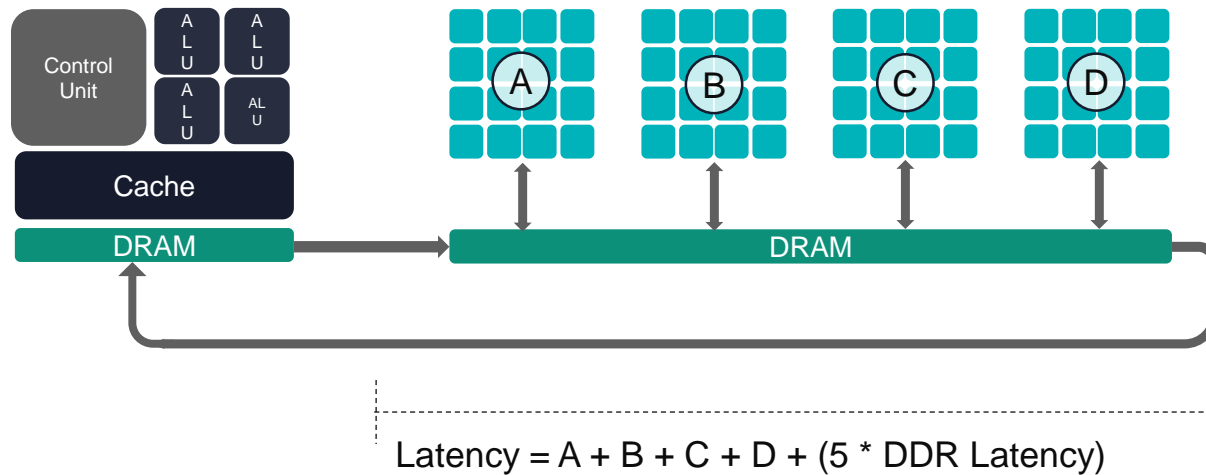 Control
Unit
A
L
U
A
L
U
A
L
U
AL
U
Cache
DRAM
A
B
C
D
DRAM
Latency = A + B + C + D + (5 * DDR Latency)